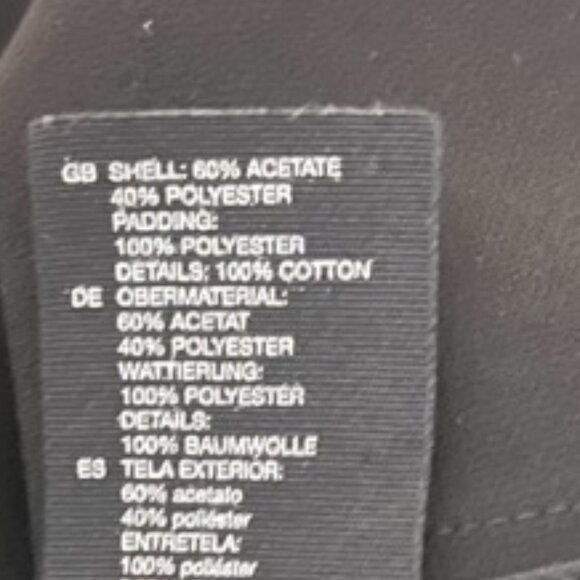 GB SHELL: 60% ACETATE
40% POLYESTER
PADDING:
100% POLYESTER
DETAILS: 100% COTTON
DE OBERMATERIAL:
60% ACETAT
40% POLYESTER
WATTIERUNG:
100% POLYESTER
DETAILS:
100% BAUMWOLLE
ES TELA EXTERIOR:
60% acetato
40% poliéster
ENTRETELA:
100% poliéster